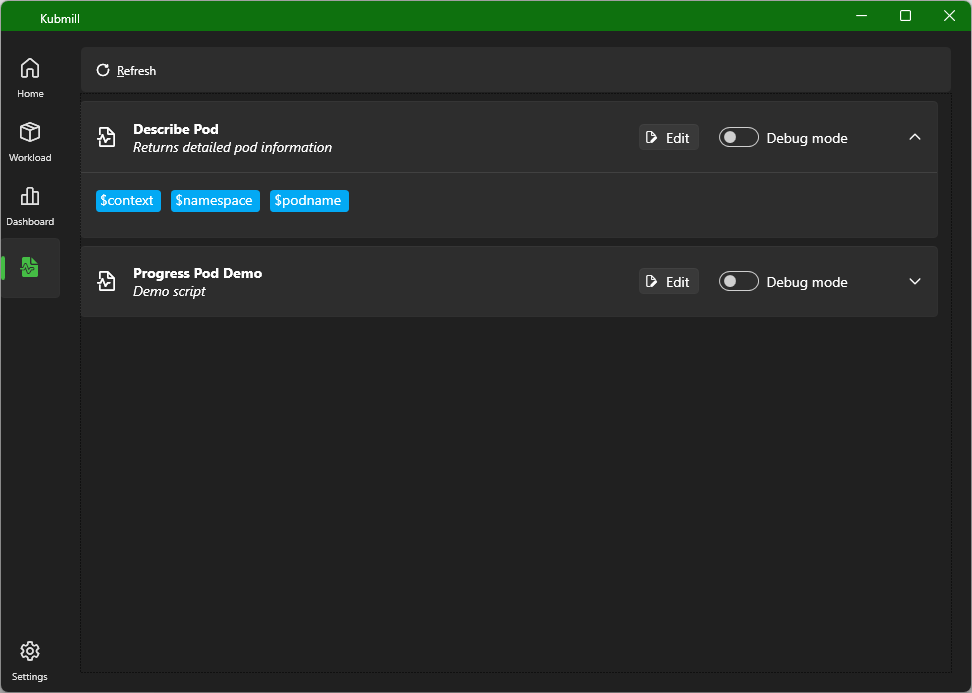 Kubmill
Home
Workload
Dashboard
Settings
Refresh
Describe Pod
Returns detailed pod information
Edit
Debug mode
$context $namespace $podname
Progress Pod Demo
Demo script
Edit
Debug mode